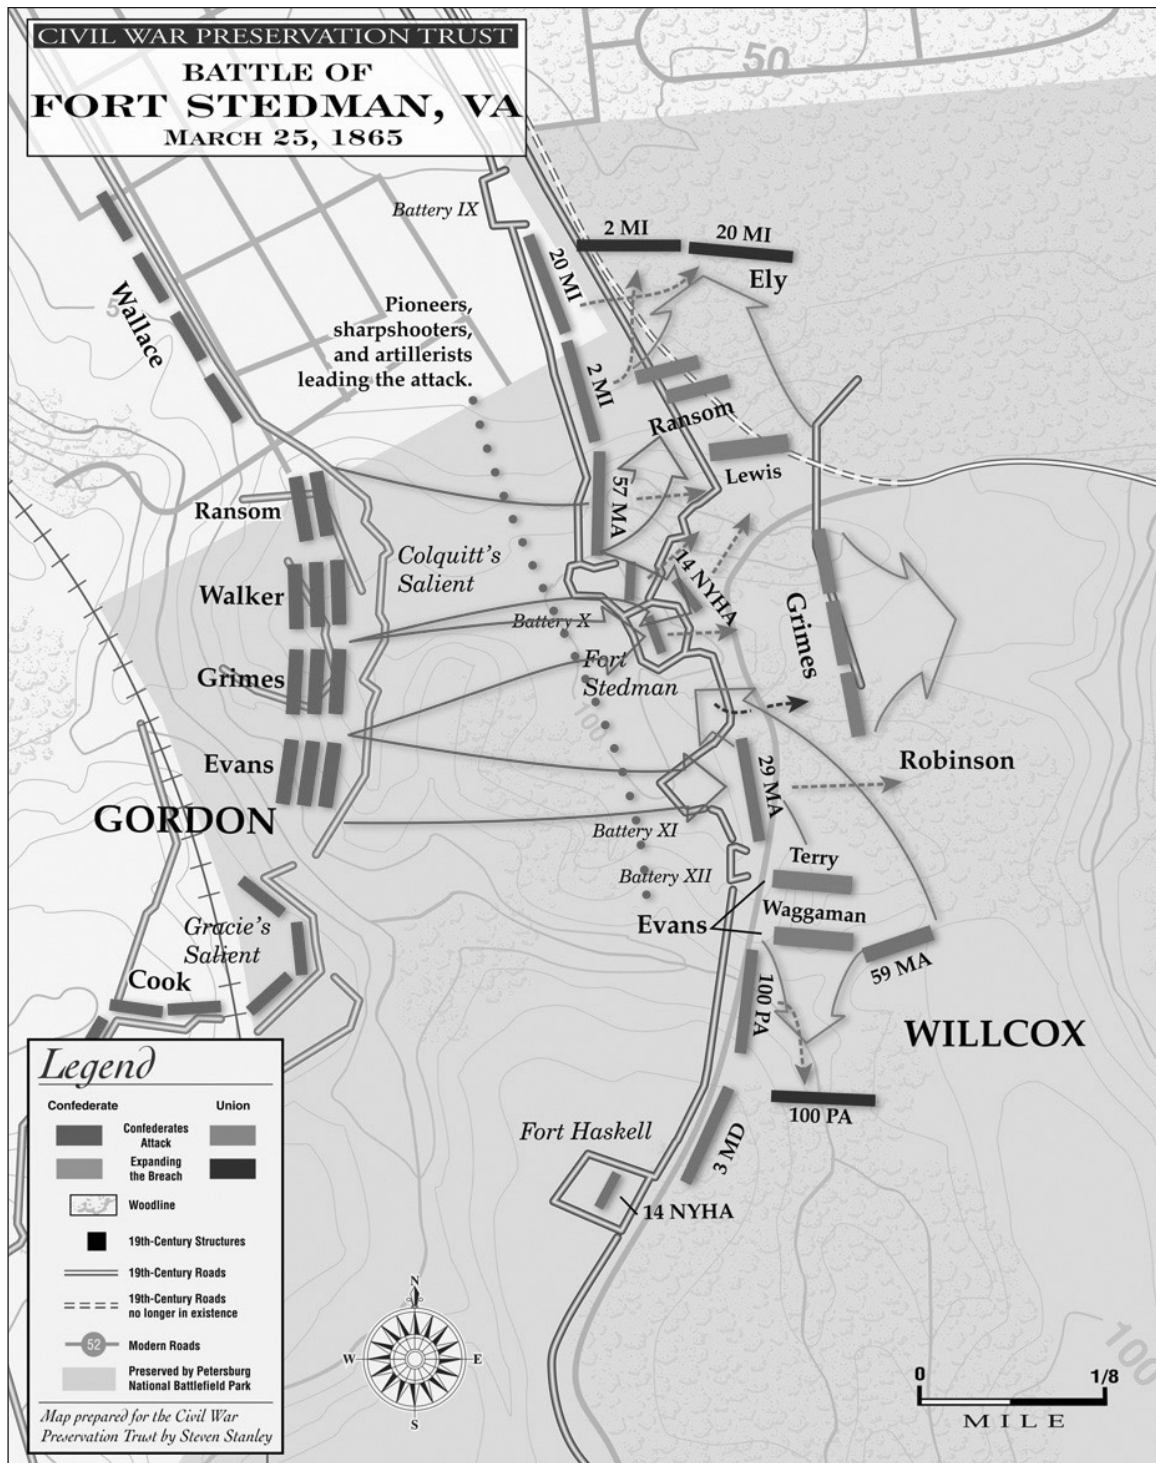 CIVIL WAR PRESERVATION TRUST
BATTLE OF
FORT STEDMAN, VA
MARCH 25, 1865
50
Battery IX
2 MI
20 MI
Ely
20 MI
5
Wallace
Pioneers,
sharpshooters,
and artillerists
leading the attack.
2 MI
Ransom
Lewis
57 MA
Ransom
Colquitt's
Salient
14 NYHA
Walker
Battery X
Grimes
Fort
Stedman
Grimes
100
Evans
29 MA
Robinson
GORDON
Battery XI
Terry
Battery XII
Waggaman
Evans
Gracie's
Salient
59 MA
Cook
100 PA
WILLCOX
100 PA
Fort Haskell
3 MD
14 NYHA
Legend
Confederate
Union
Confederates
Attack
Expanding
the Breach
Woodline
19th-Century Structures
19th-Century Roads
19th-Century Roads
no longer in existence
52
Modern Roads
Preserved by Petersburg
National Battlefield Park
Map prepared for the Civil War
Preservation Trust by Steven Stanley
N
W
E
S
100
0
1/8
MILE